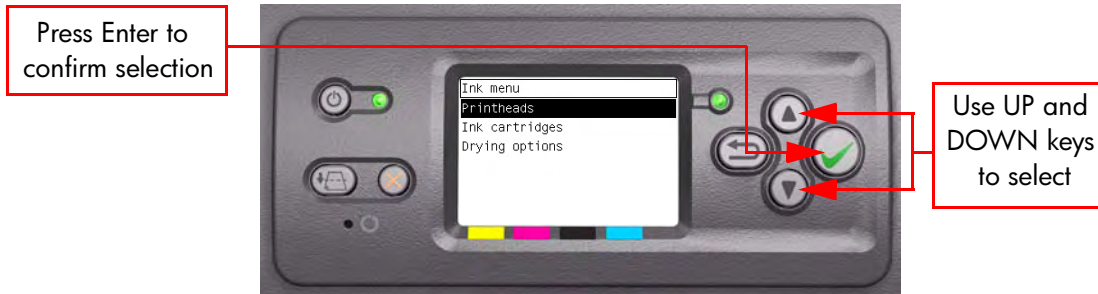 Press Enter to
confirm selection
Ink menu
Printheads
Ink cartridges
Drying options
Use UP and
DOWN keys
to select